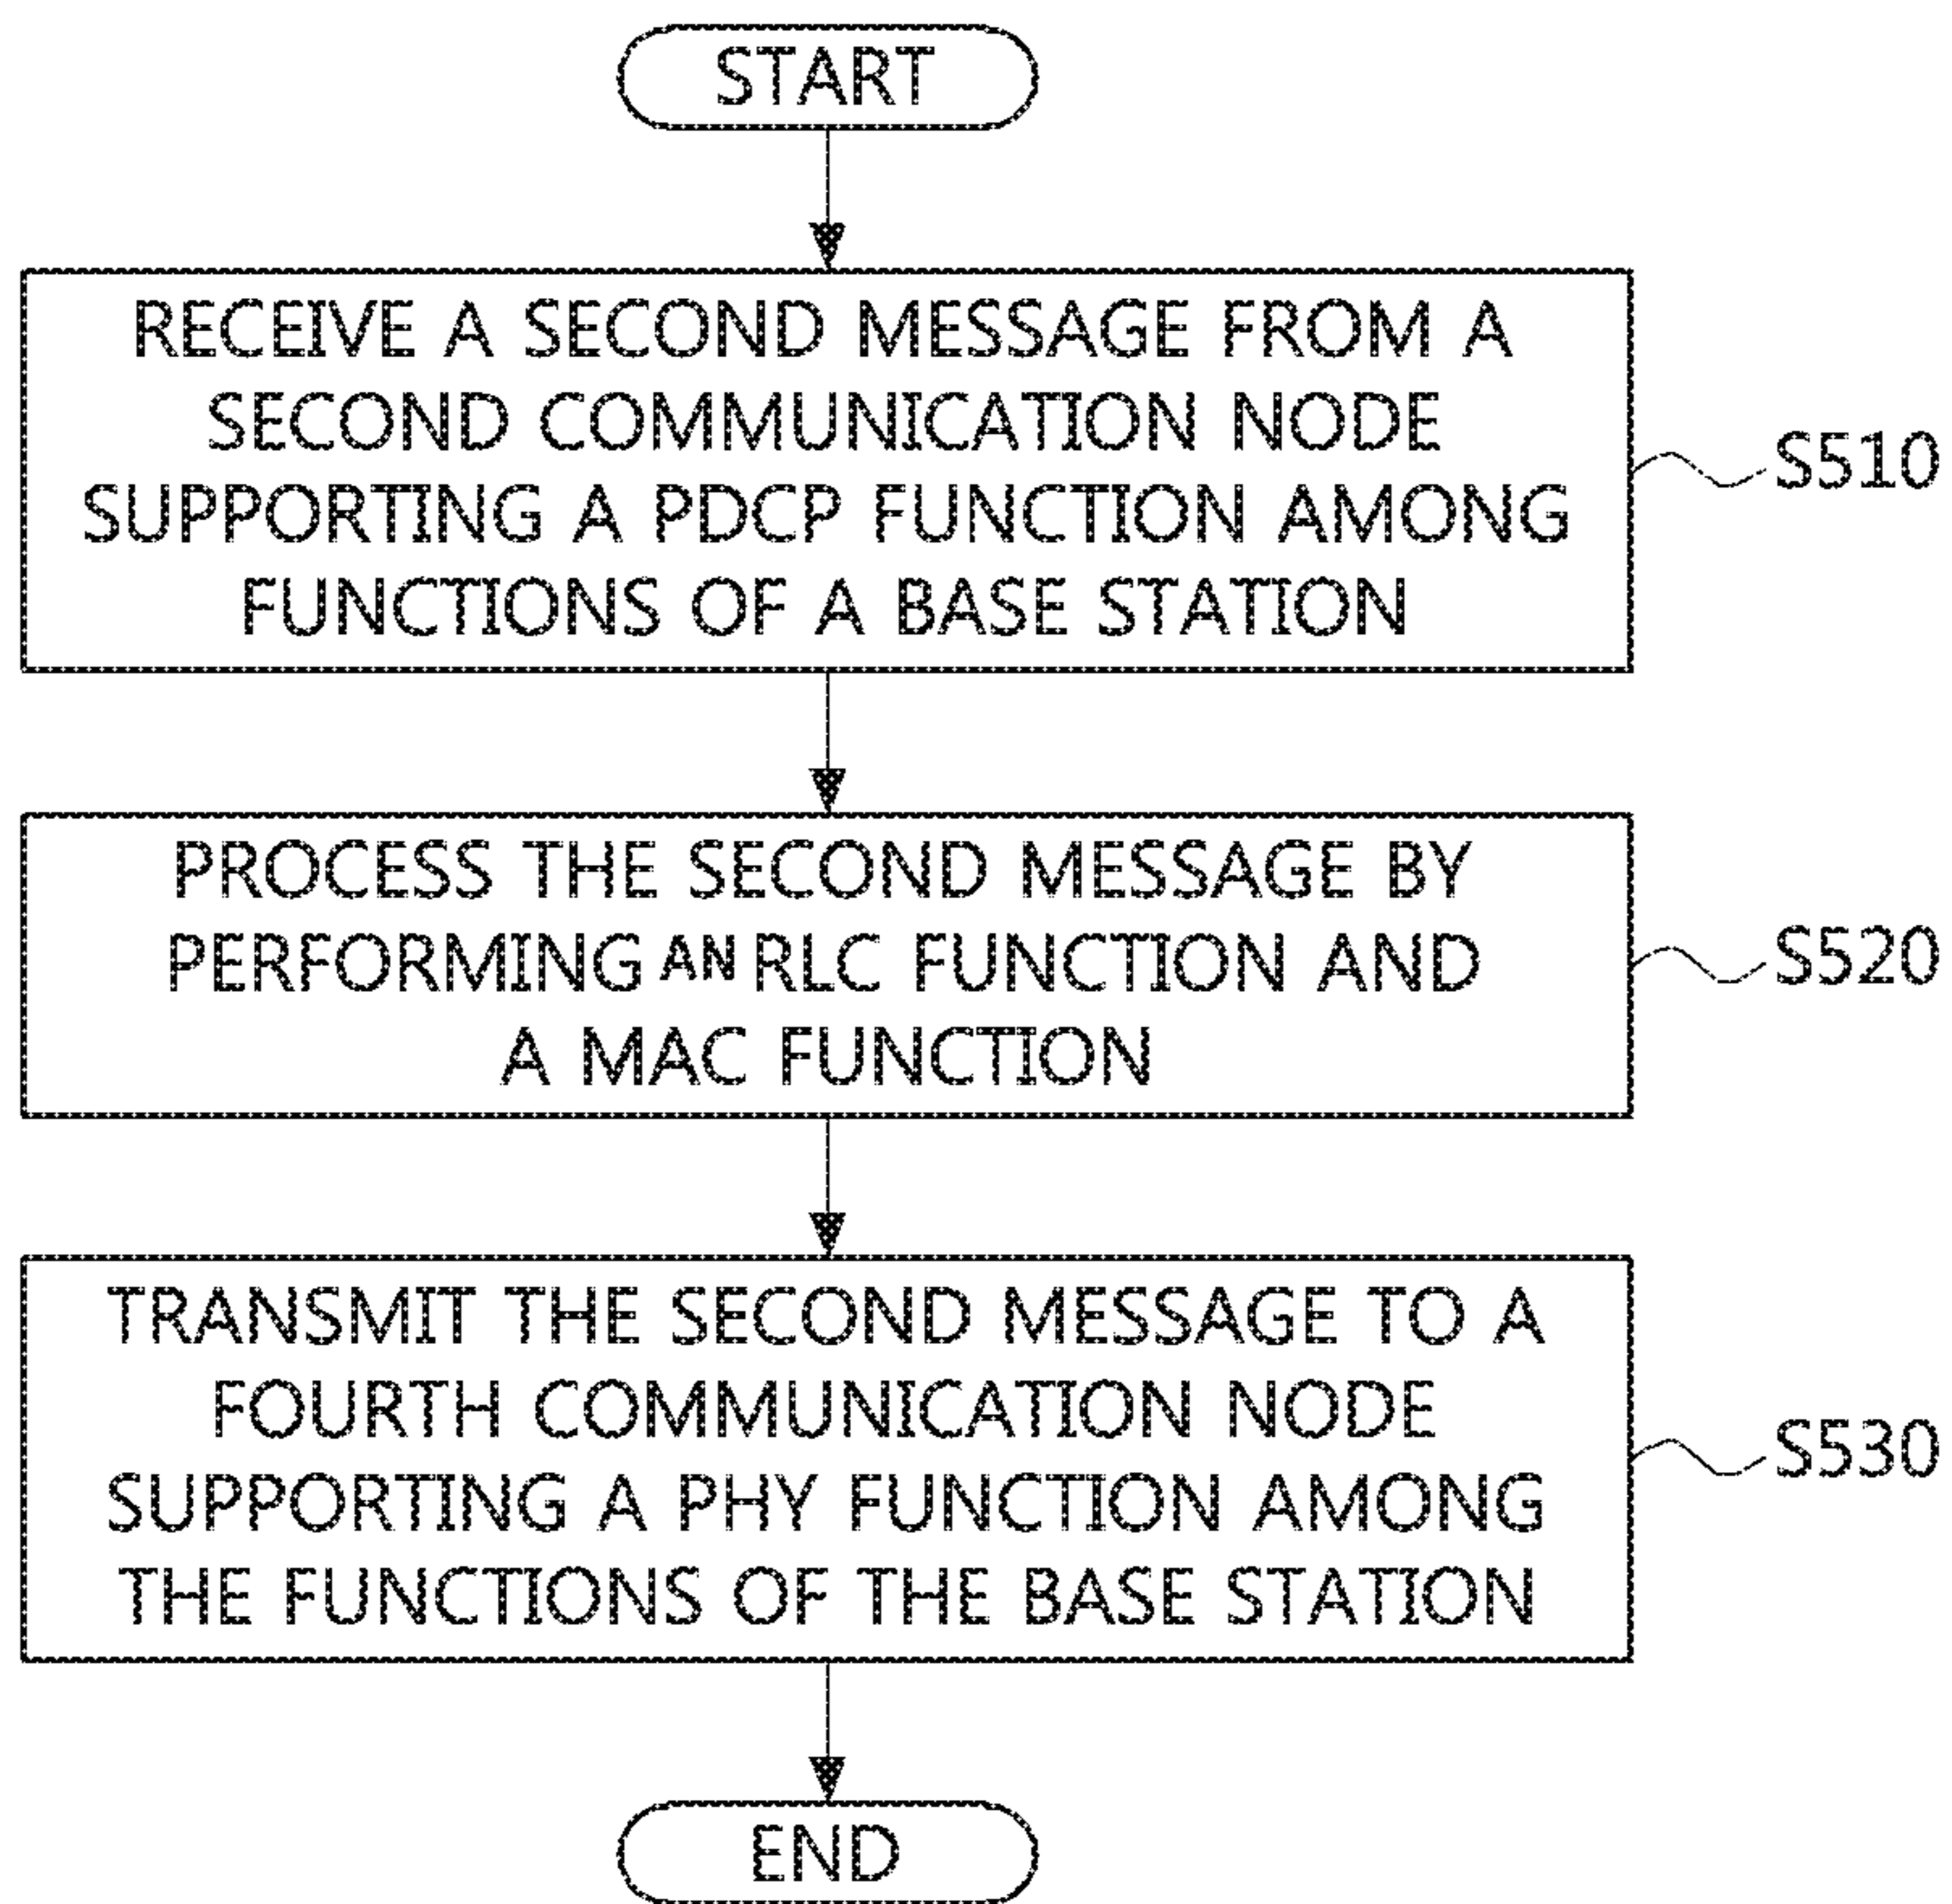 START
RECEIVE A SECOND MESSAGE FROM A
SECOND COMMUNICATION NODE
SUPPORTING A PDCP FUNCTION AMONG
FUNCTIONS OF A BASE STATION
S510
PROCESS THE SECOND MESSAGE BY
PERFORMING AN RLC FUNCTION AND
A MAC FUNCTION
S520
TRANSMIT THE SECOND MESSAGE TO A
FOURTH COMMUNICATION NODE
SUPPORTING A PHY FUNCTION AMONG
THE FUNCTIONS OF THE BASE STATION
S530
END